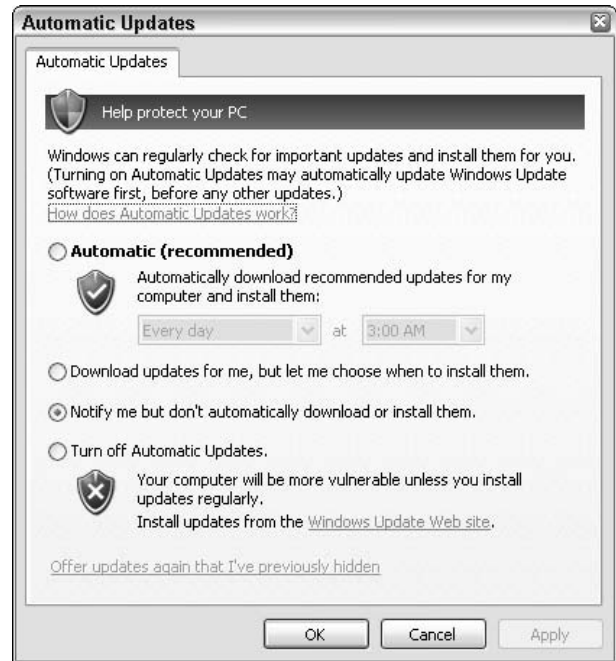 Automatic Updates
Automatic Updates
Help protect your PC
Windows can regularly check for important updates and install them for you.
(Turning on Automatic Updates may automatically update Windows Update
software first, before any other updates.)
How does Automatic Updates work?
Automatic (recommended)
Automatically download recommended updates for my
computer and install them:
Every day at 3:00 AM
Download updates for me, but let me choose when to install them.
Notify me but don't automatically download or install them.
Turn off Automatic Updates.
Your computer will be more vulnerable unless you install
updates regularly.
Install updates from the Windows Update Web site.
Offer updates again that I've previously hidden
OK Cancel Apply